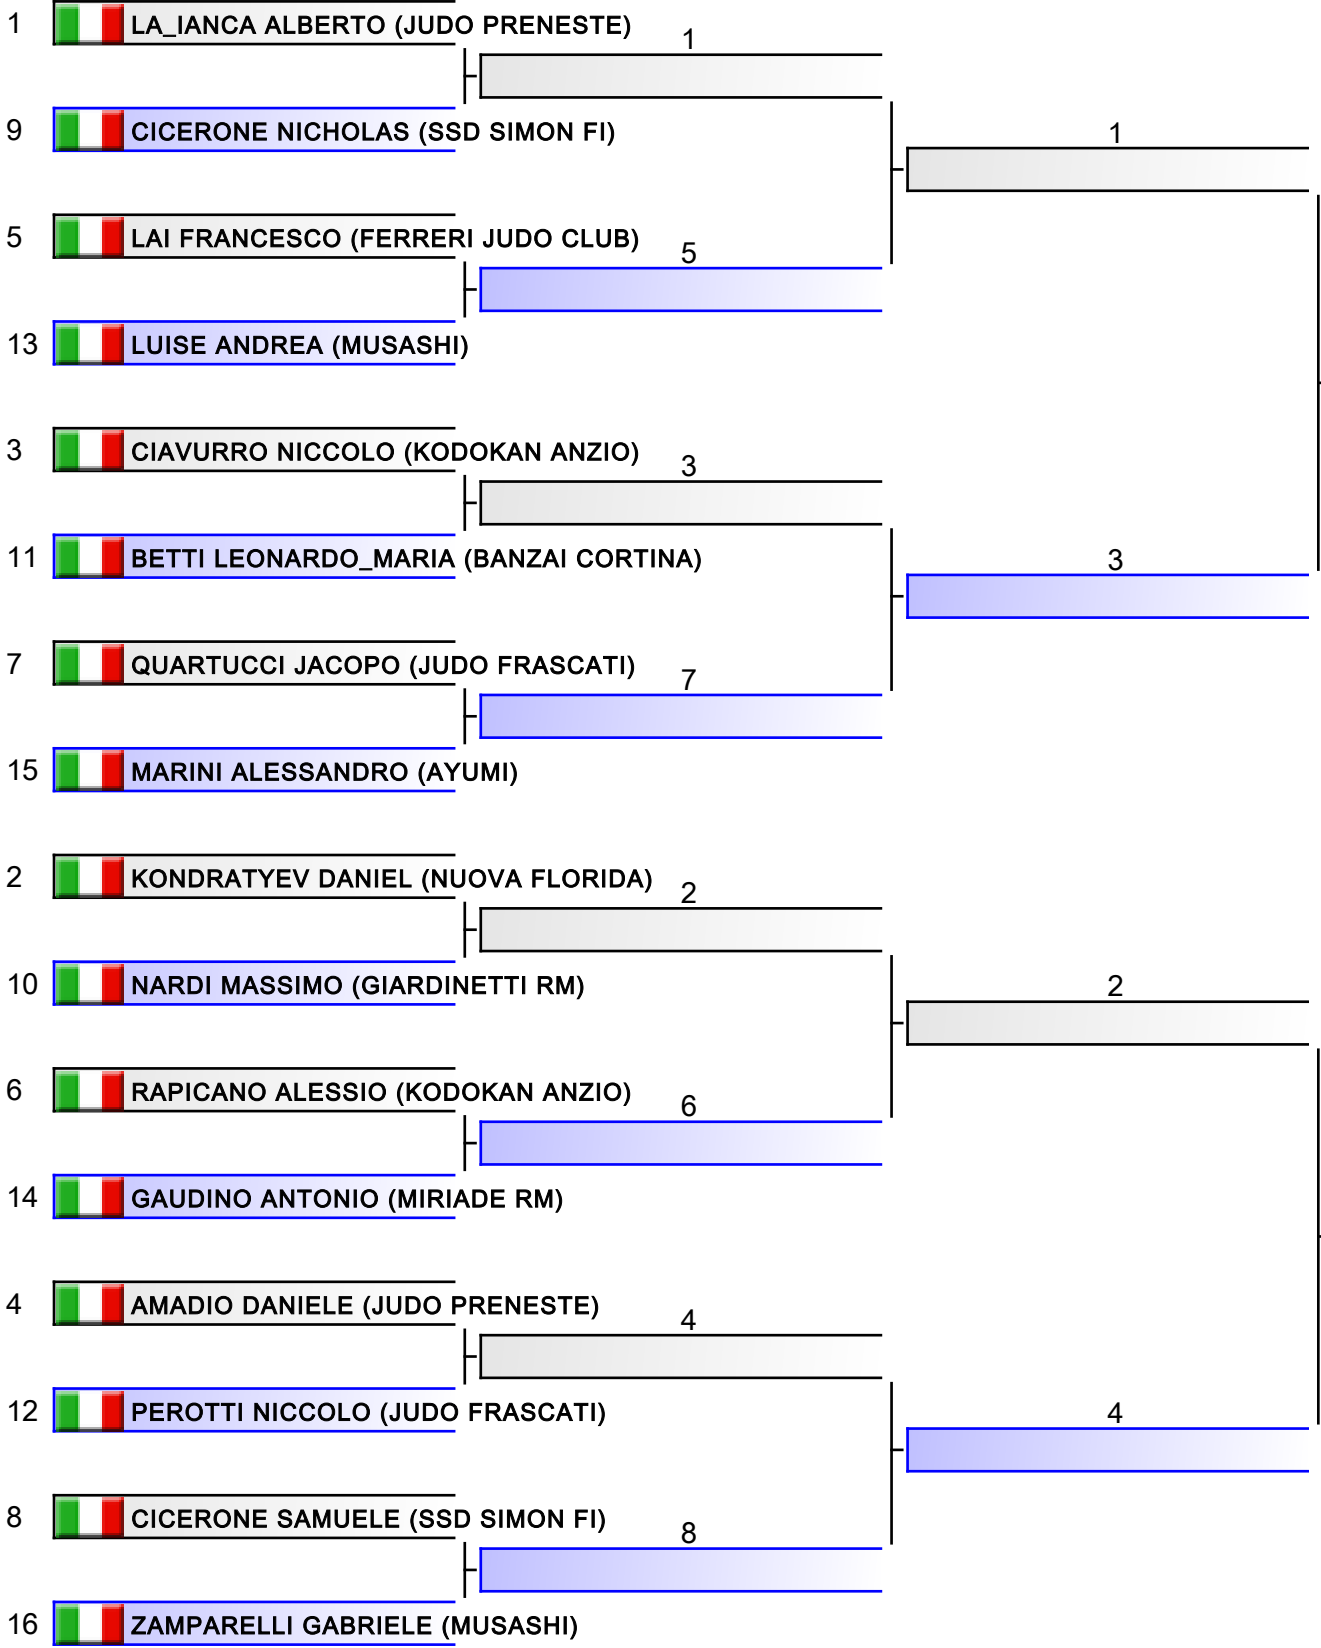 1 LA_IANCA ALBERTO (JUDO PRENESTE)
1
9 CICERONE NICHOLAS (SSD SIMON FI)
1
5 LAI FRANCESCO (FERRERI JUDO CLUB)
5
13 LUISE ANDREA (MUSASHI)
3 CIAVURRO NICCOLO (KODOKAN ANZIO)
3
11 BETTI LEONARDO_MARIA (BANZAI CORTINA)
3
7 QUARTUCCI JACOPO (JUDO FRASCATI)
7
15 MARINI ALESSANDRO (AYUMI)
2 KONDRATYEV DANIEL (NUOVA FLORIDA)
2
10 NARDI MASSIMO (GIARDINETTI RM)
2
6 RAPICANO ALESSIO (KODOKAN ANZIO)
6
14 GAUDINO ANTONIO (MIRIADE RM)
4 AMADIO DANIELE (JUDO PRENESTE)
4
12 PEROTTI NICCOLO (JUDO FRASCATI)
4
8 CICERONE SAMUELE (SSD SIMON FI)
8
16 ZAMPARELLI GABRIELE (MUSASHI)